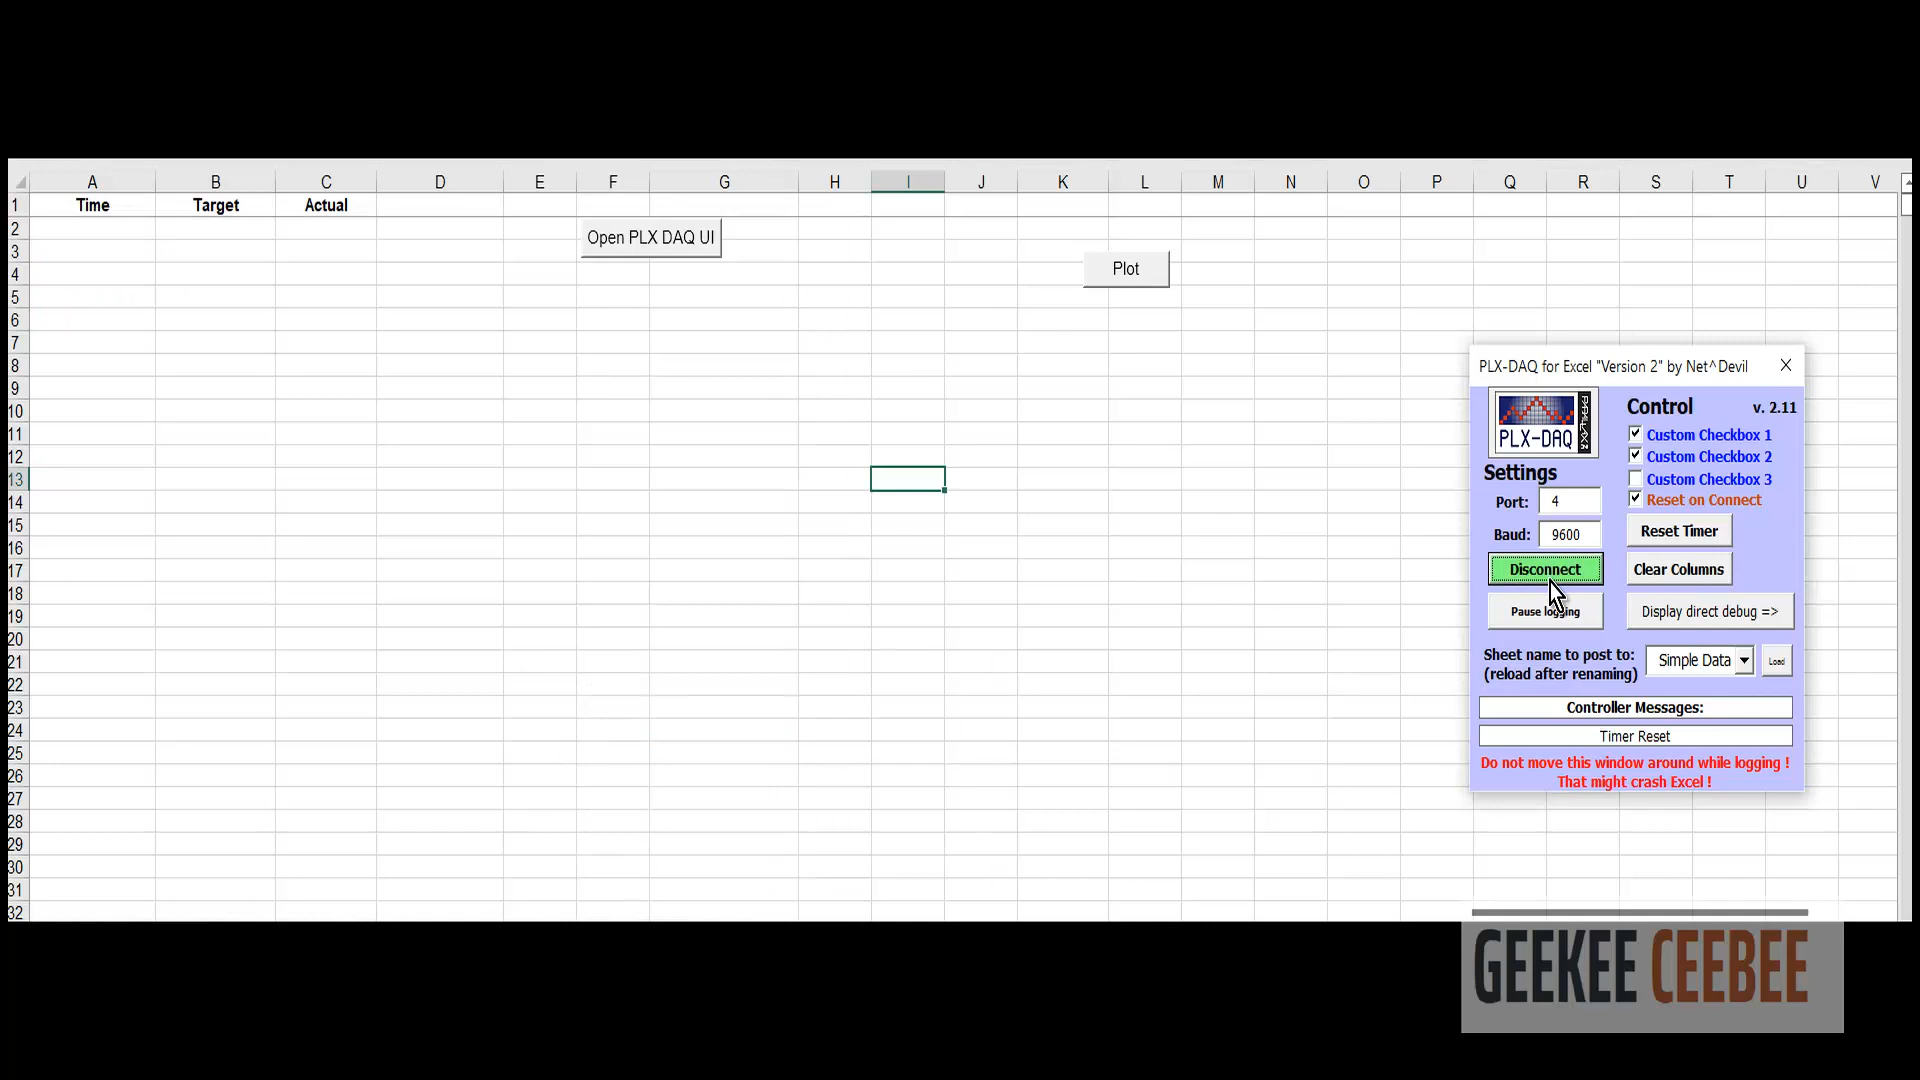 A B C D E F G H I J K L M N O P Q R S T U V
1 Time Target Actual
2
Open PLX DAQ UI
3
4
Plot
5
6
7
8
9
10
11
12
13
14
15
16
17
18
19
20
21
22
23
24
25
26
27
28
29
30
31
32
PLX-DAQ for Excel "Version 2" by Net^Devil
PLX-DAQ
PARALLAX
Control v. 2.11
Custom Checkbox 1
Custom Checkbox 2
Custom Checkbox 3
Reset on Connect
Settings
Port: 4
Baud: 9600
Reset Timer
Disconnect
Clear Columns
Pause logging
Display direct debug =>
Sheet name to post to:
(reload after renaming)
Simple Data
Load
Controller Messages:
Timer Reset
Do not move this window around while logging !
That might crash Excel !
GEEKEE CEEBEE